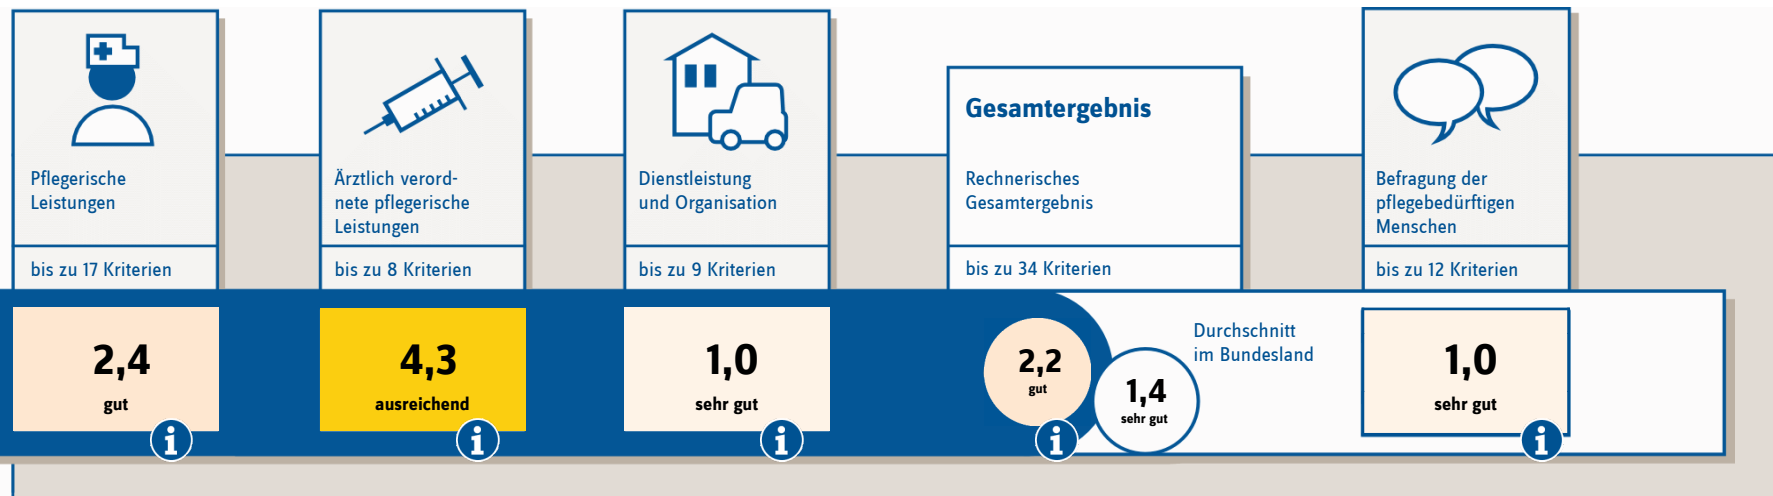 Pflegerische
Leistungen
bis zu 17 Kriterien
2,4
gut
i
Ärztlich verord-
nete pflegerische
Leistungen
bis zu 8 Kriterien
4,3
ausreichend
i
Dienstleistung
und Organisation
bis zu 9 Kriterien
1,0
sehr gut
i
Gesamtergebnis
Rechnerisches
Gesamtergebnis
bis zu 34 Kriterien
2,2
gut
i
1,4
sehr gut
Durchschnitt
im Bundesland
Befragung der
pflegebedürftigen
Menschen
bis zu 12 Kriterien
1,0
sehr gut
i